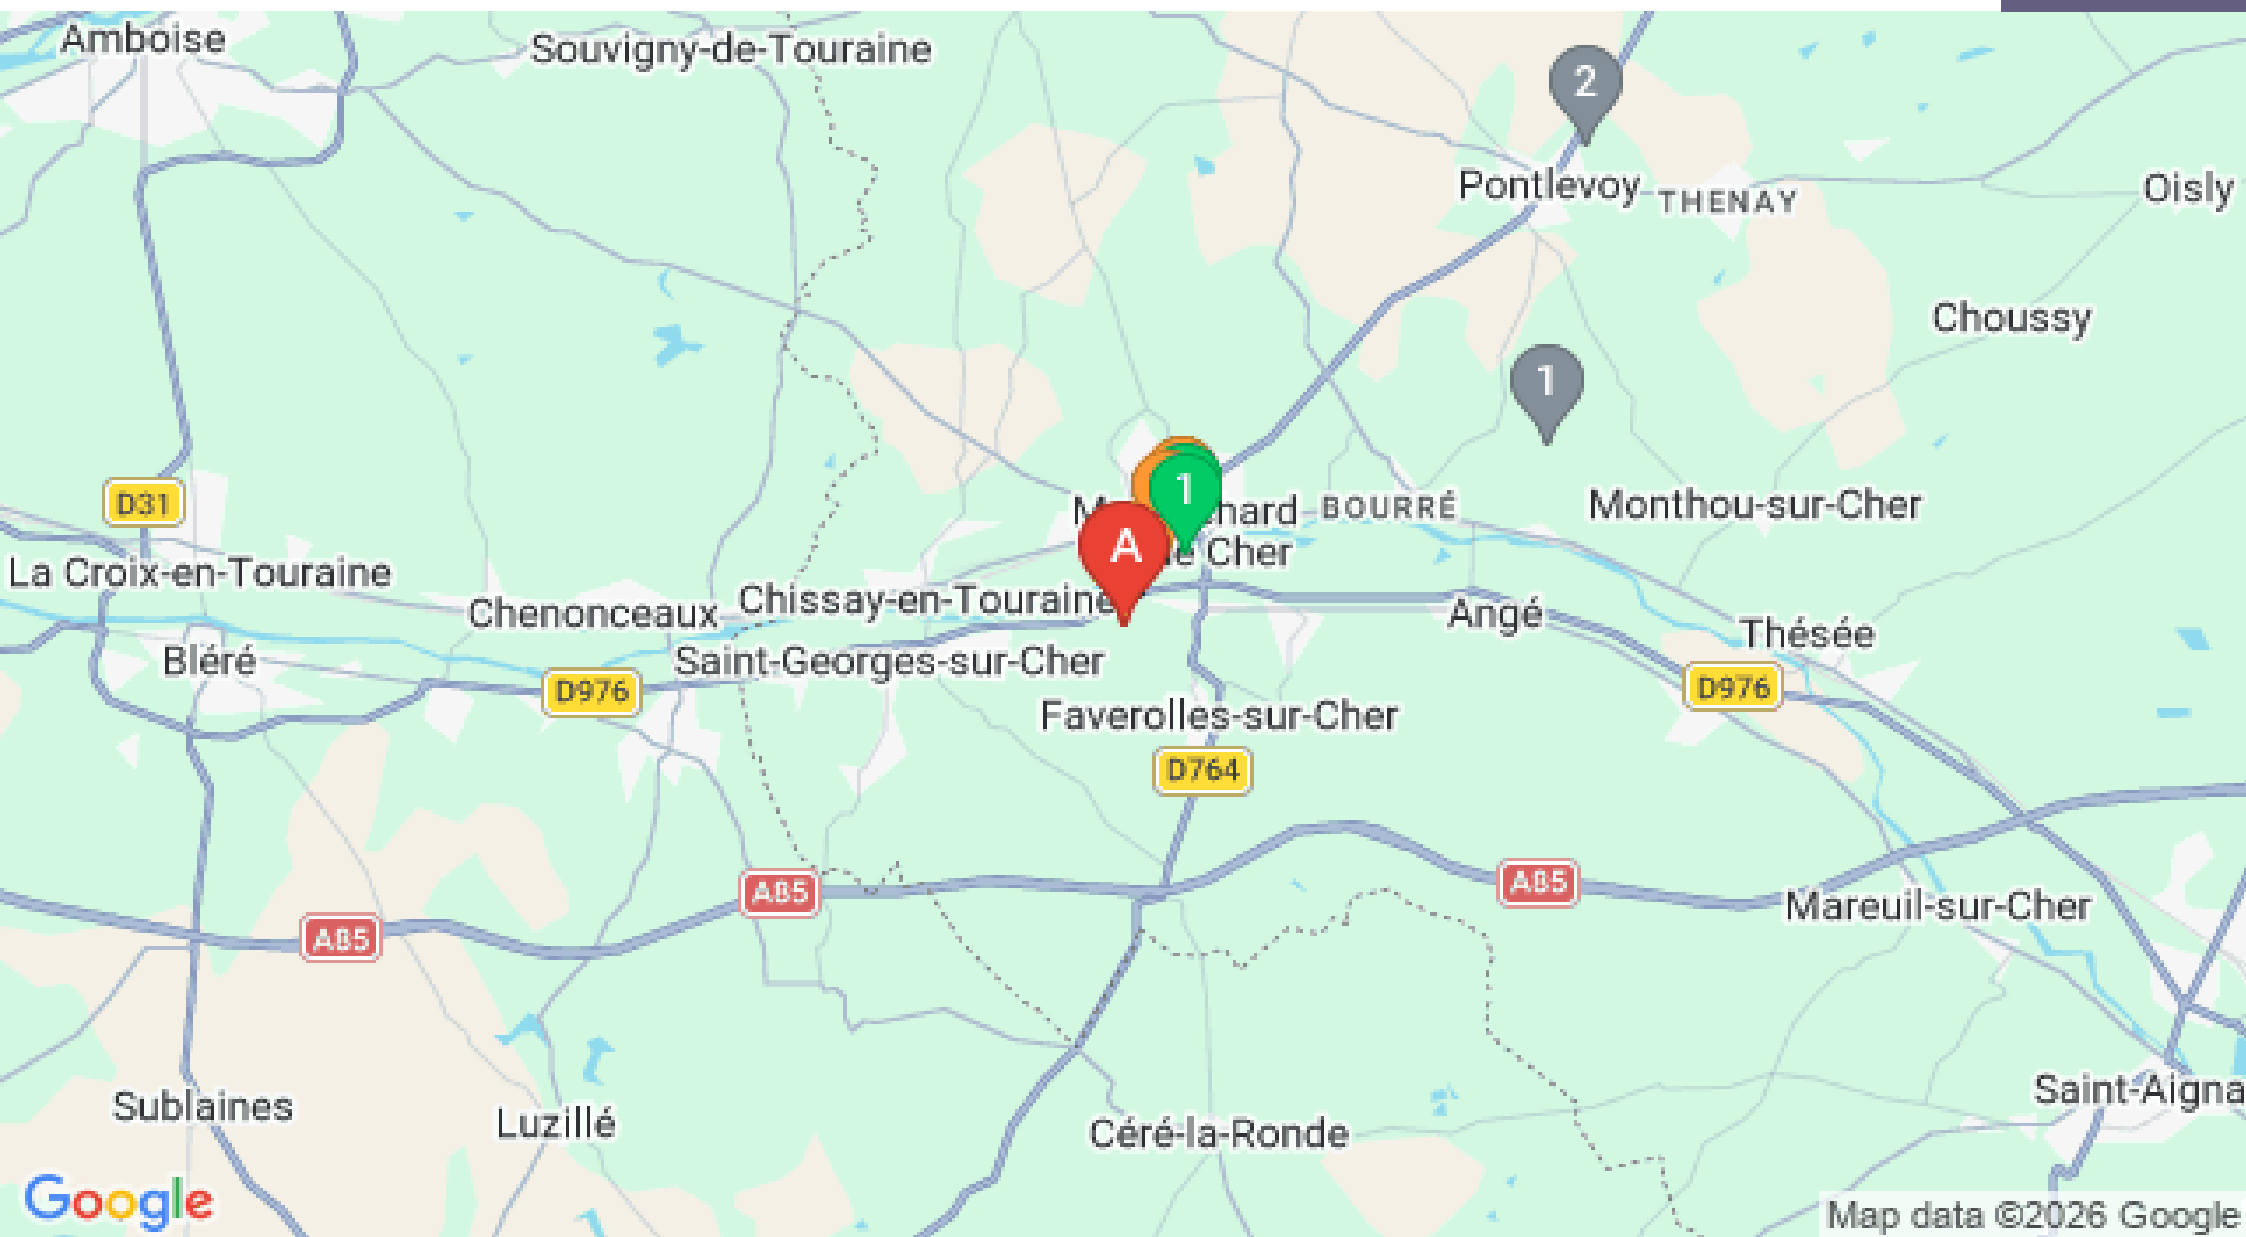 Amboise
Souvigny-de-Touraine
2
Pontlevoy
THENAY
Oisly
Choussy
1
1
D31
BOURRÉ
Monthou-sur-Cher
A
Cher
La Croix-en-Touraine
Chenonceaux
Chissay-en-Touraine
Angé
Thésée
Bléré
Saint-Georges-sur-Cher
D976
D976
Faverolles-sur-Cher
D764
A85
A85
A85
Mareuil-sur-Cher
Saint-Aigna
Sublaines
Luzillé
Céré-la-Ronde
Google
Map data ©2026 Google